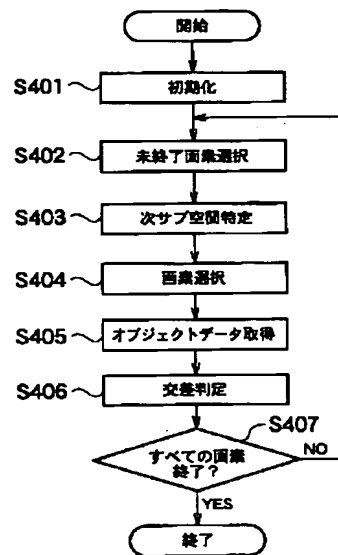 開始
S401
初期化
S402
未終了画素選択
S403
次サブ空間特定
S404
画素選択
S405
オブジェクトデータ取得
S406
交差判定
S407
すべての画素
終了?
NO
YES
終了